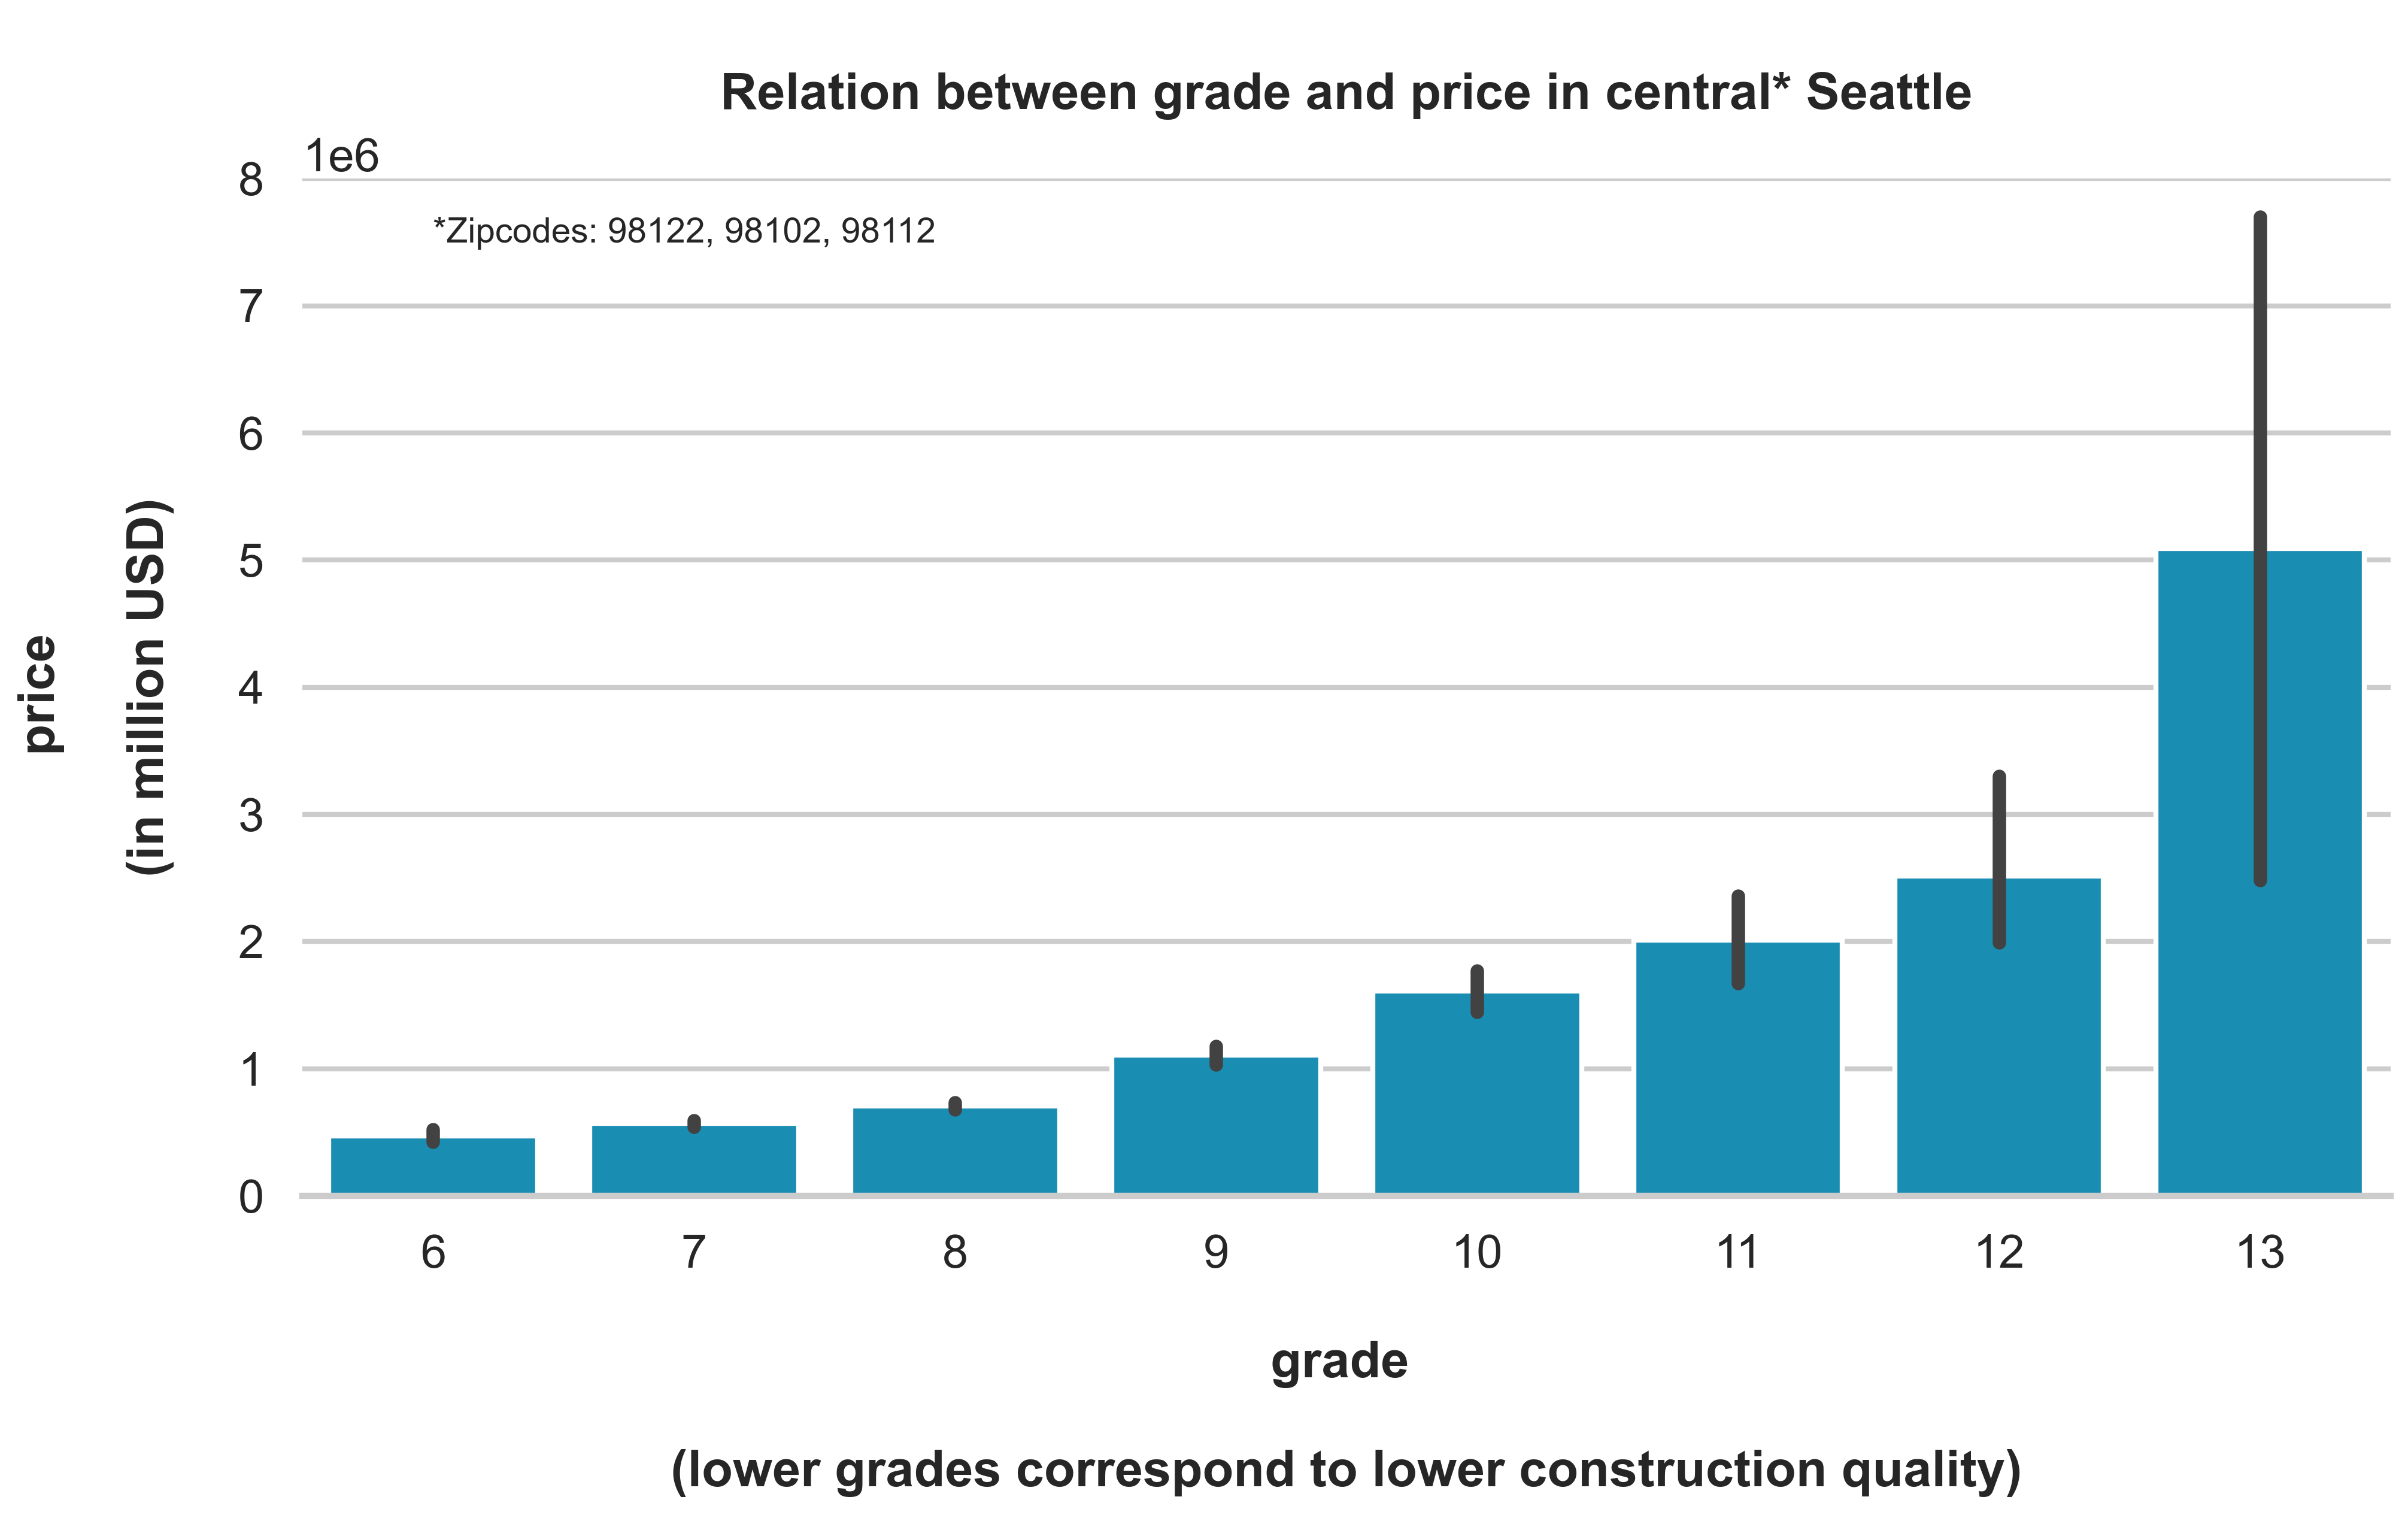 Relation between grade and price in central* Seattle
1e6
*Zipcodes: 98122, 98102, 98112
8
7
6
5
4
3
2
1
0
price
(in million USD)
6 7 8 9 10 11 12 13
grade
(lower grades correspond to lower construction quality)